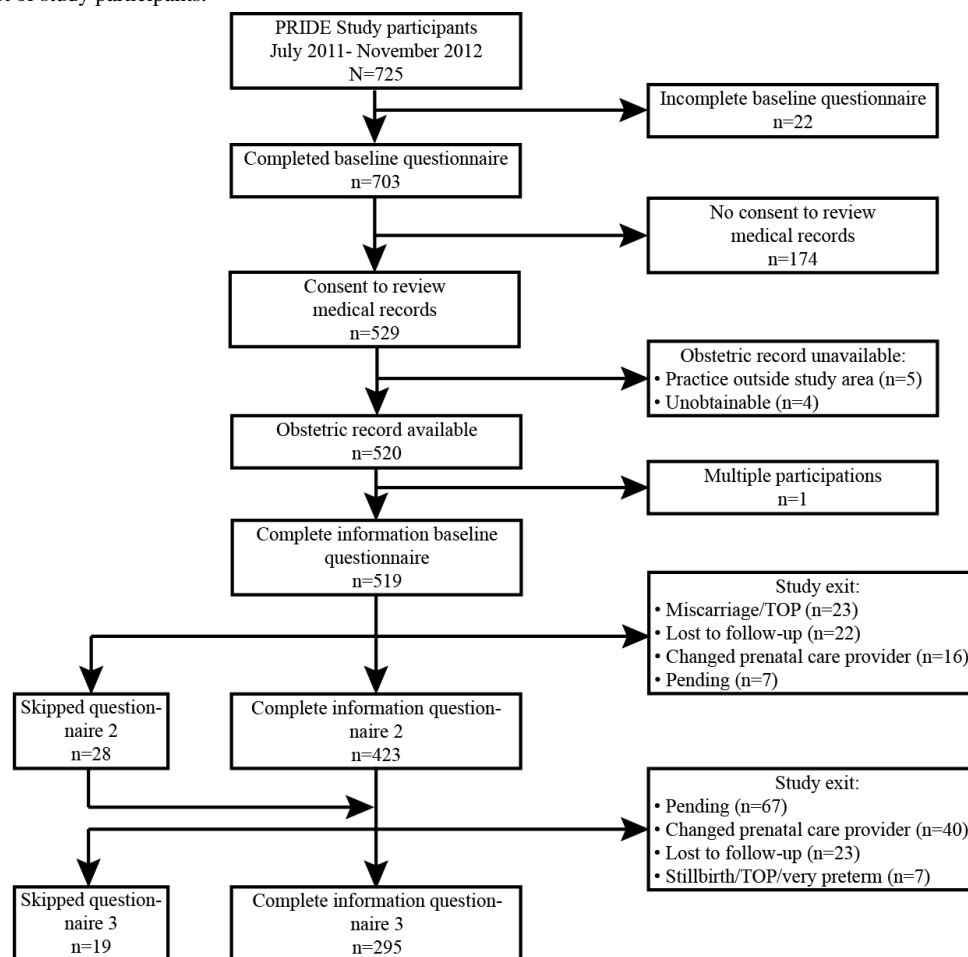 of study participants.
PRIDE Study participants
July 2011- November 2012
N=725
Incomplete baseline questionnaire
n=22
Completed baseline questionnaire
n=703
No consent to review
medical records
n=174
Consent to review
medical records
n=529
Obstetric record unavailable:
• Practice outside study area (n=5)
• Unobtainable (n=4)
Obstetric record available
n=520
Multiple participations
n=1
Complete information baseline
questionnaire
n=519
Study exit:
• Miscarriage/TOP (n=23)
• Lost to follow-up (n=22)
• Changed prenatal care provider (n=16)
• Pending (n=7)
Skipped question-
naire 2
n=28
Complete information question-
naire 2
n=423
Study exit:
• Pending (n=67)
• Changed prenatal care provider (n=40)
• Lost to follow-up (n=23)
• Stillbirth/TOP/very preterm (n=7)
Skipped question-
naire 3
n=19
Complete information question-
naire 3
n=295